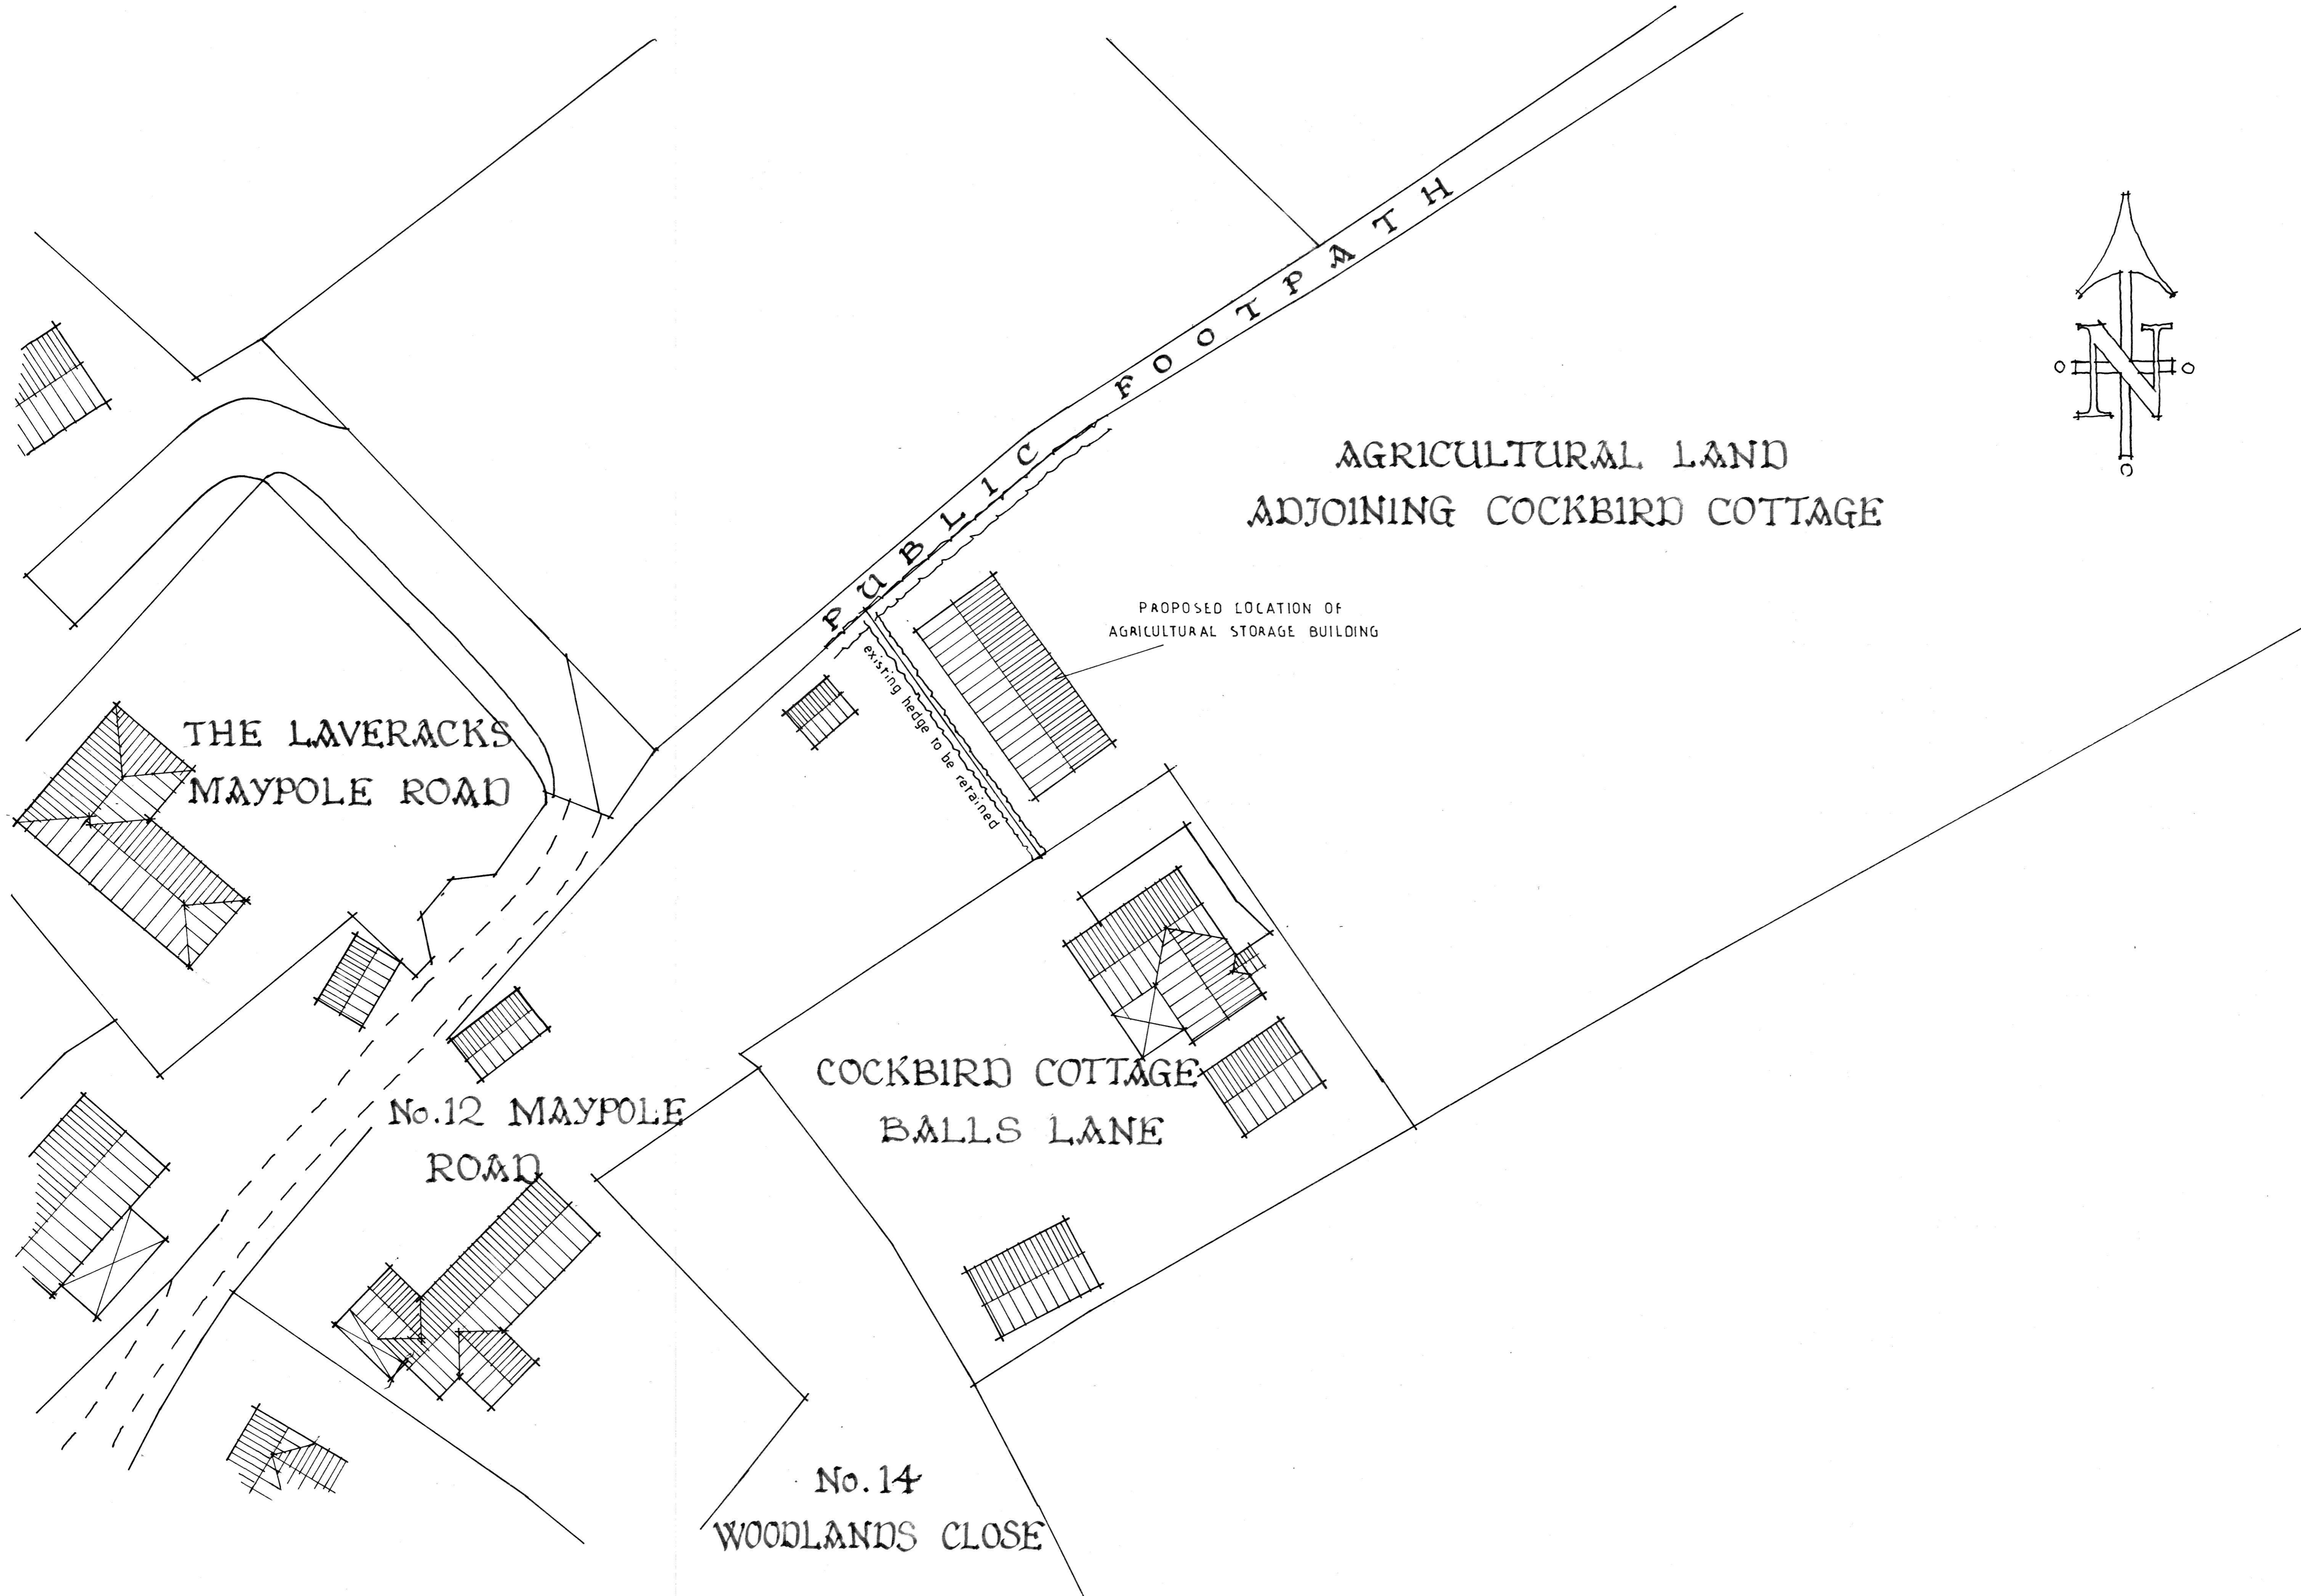 PUBLIC FOOTPATH
N
AGRICULTURAL LAND
ADJOINING COCKBIRD COTTAGE
PROPOSED LOCATION OF
AGRICULTURAL STORAGE BUILDING
existing hedge to be retained
THE LAVERACKS
MAYPOLE ROAD
COCKBIRD COTTAGE
BALLS LANE
No.12 MAYPOLE
ROAD
No.14
WOODLANDS CLOSE